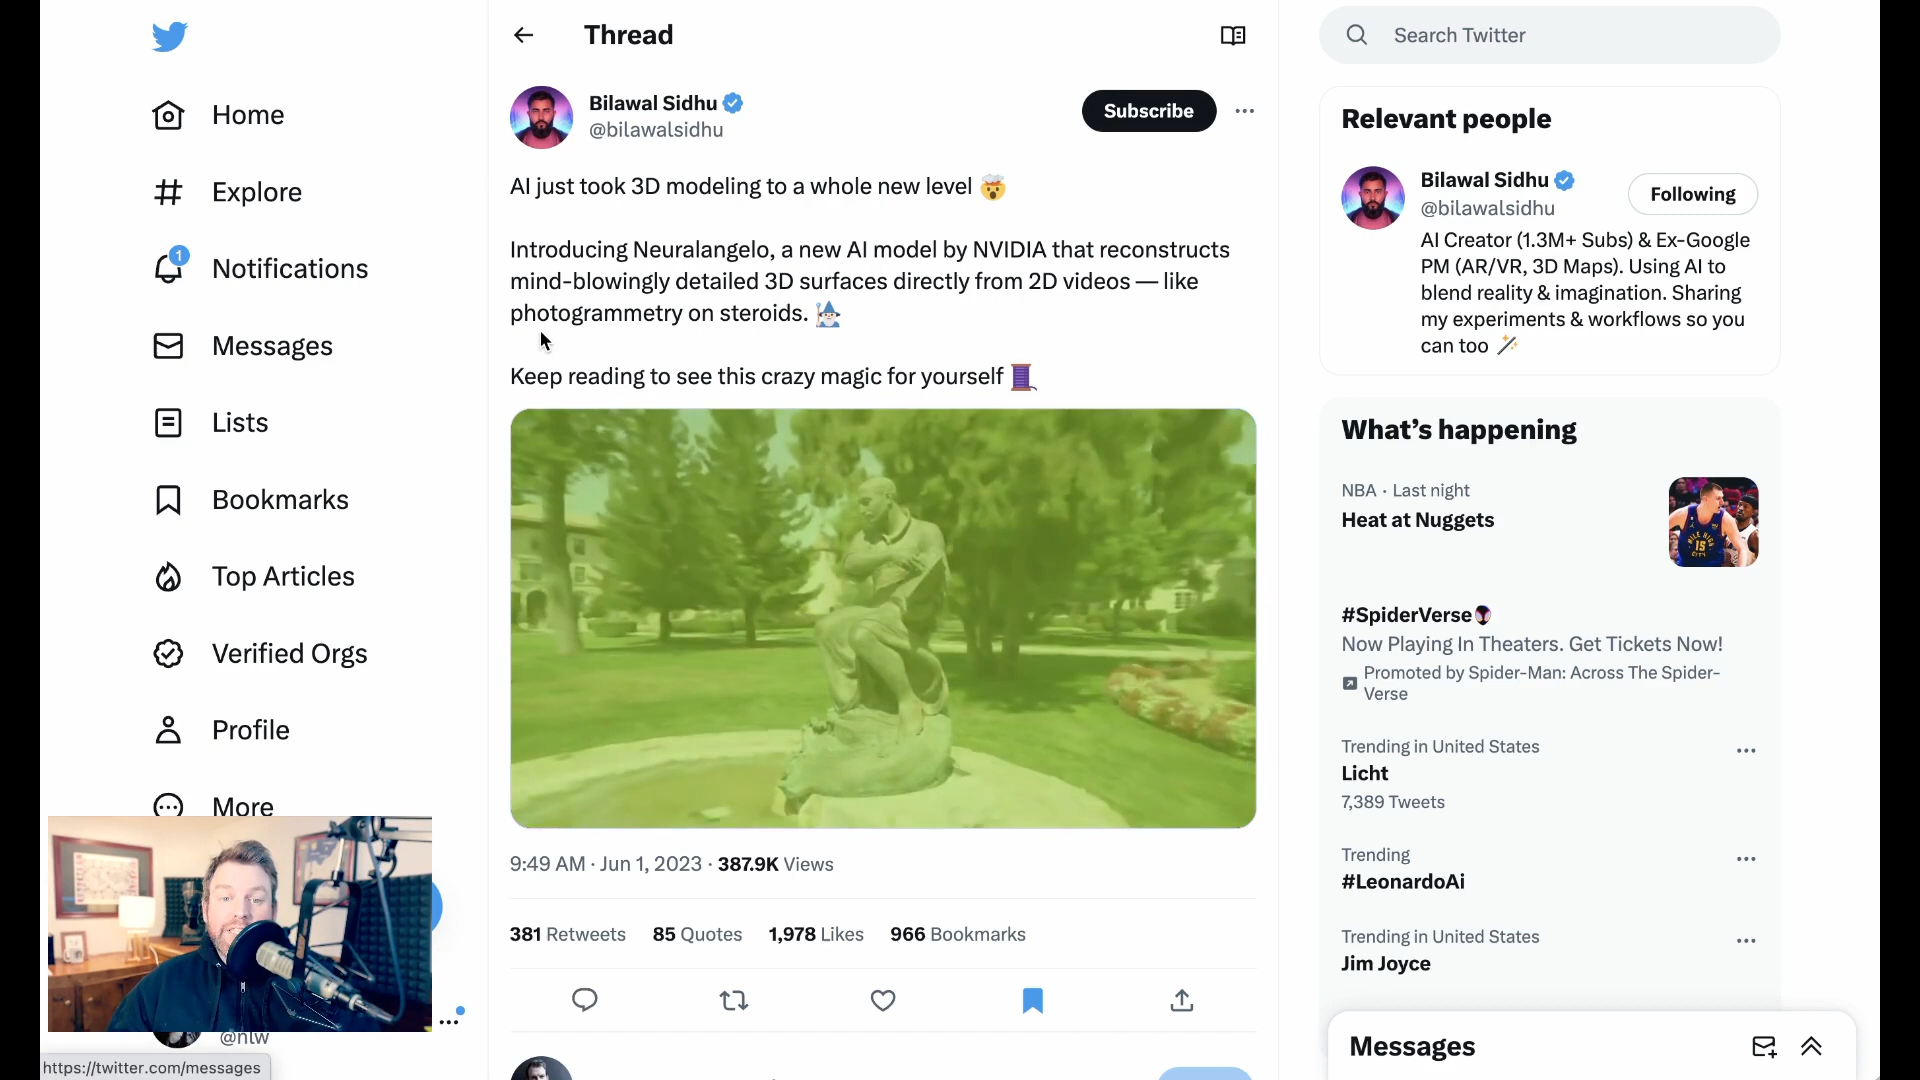 Home
Explore
1
Notifications
Messages
Lists
Bookmarks
Top Articles
Verified Orgs
Profile
More
@nlw
https://twitter.com/messages
Thread
Bilawal Sidhu
@bilawalsidhu
Subscribe
AI just took 3D modeling to a whole new level 🤯
Introducing Neuralangelo, a new AI model by NVIDIA that reconstructs
mind-blowingly detailed 3D surfaces directly from 2D videos — like
photogrammetry on steroids. 🧙‍♂️
Keep reading to see this crazy magic for yourself 🧵
9:49 AM · Jun 1, 2023 · 387.9K Views
381 Retweets 85 Quotes 1,978 Likes 966 Bookmarks
Search Twitter
Relevant people
Bilawal Sidhu
@bilawalsidhu
Following
AI Creator (1.3M+ Subs) & Ex-Google
PM (AR/VR, 3D Maps). Using AI to
blend reality & imagination. Sharing
my experiments & workflows so you
can too 🪄
What's happening
NBA · Last night
Heat at Nuggets
MILE HIGH
15
CITY
#SpiderVerse
Now Playing In Theaters. Get Tickets Now!
Promoted by Spider-Man: Across The Spider-
Verse
Trending in United States
Licht
7,389 Tweets
Trending
#LeonardoAi
Trending in United States
Jim Joyce
Messages